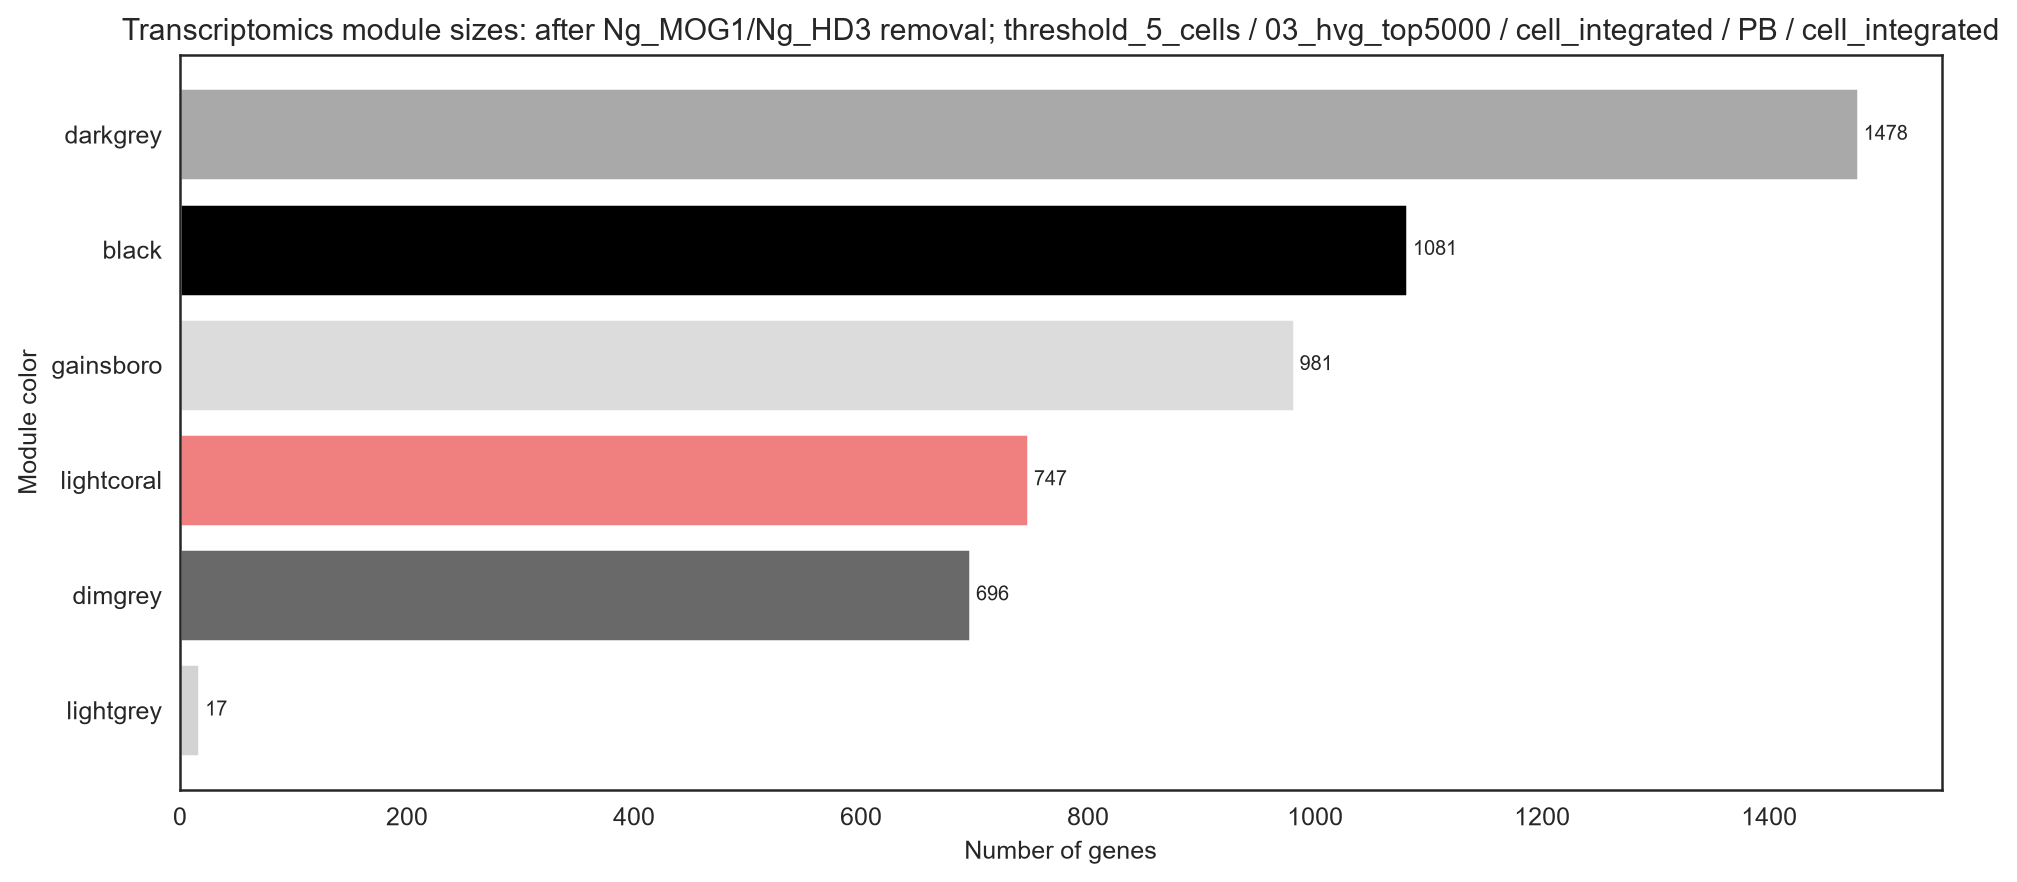 Transcriptomics module sizes: after Ng_MOG1/Ng_HD3 removal; threshold_5_cells / 03_hvg_top5000 / cell_integrated / PB / cell_integrated
Module color
darkgrey
1478
black
1081
gainsboro
981
lightcoral
747
dimgrey
696
lightgrey
17
0 200 400 600 800 1000 1200 1400
Number of genes